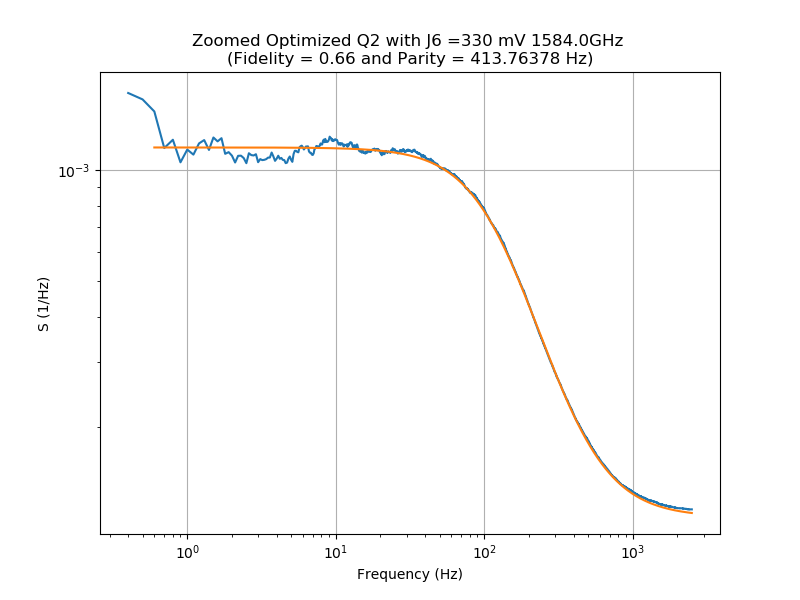 Zoomed Optimized Q2 with J6 =330 mV 1584.0GHz
(Fidelity = 0.66 and Parity = 413.76378 Hz)
S (1/Hz)
10⁻³
10⁰ 10¹ 10² 10³
Frequency (Hz)